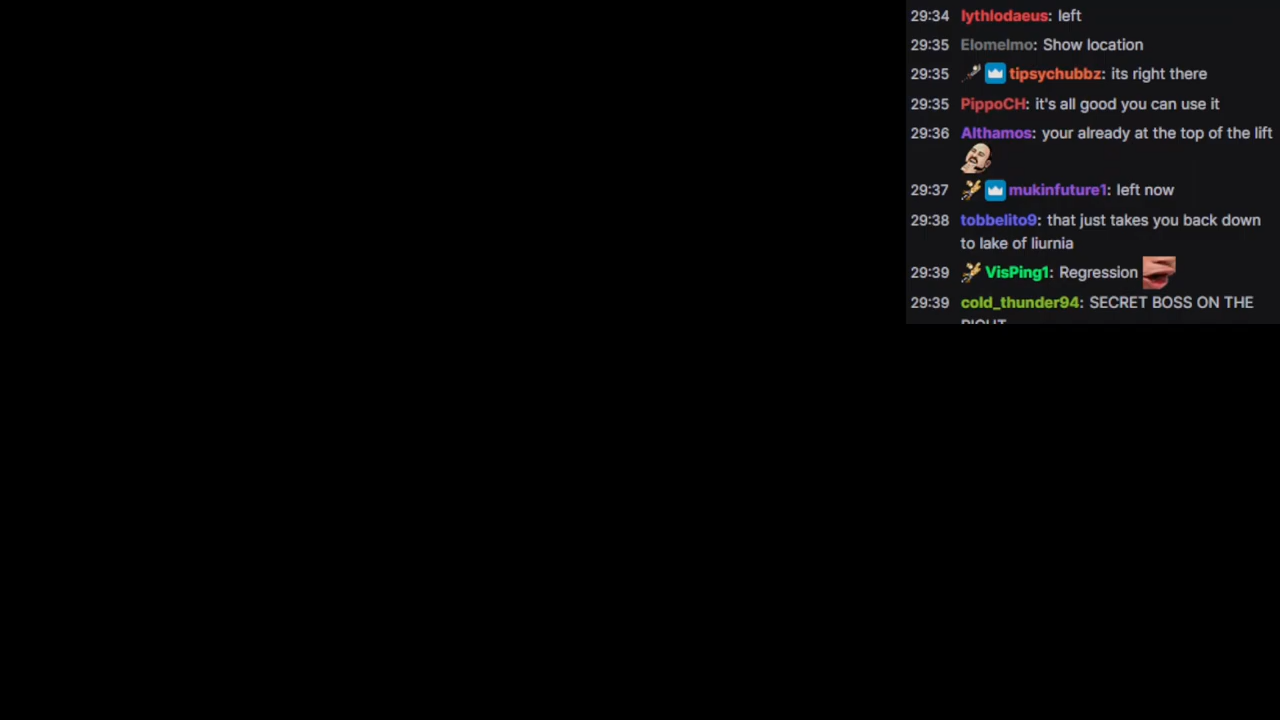 29:34 lythlodaeus: left
29:35 Elomelmo: Show location
29:35 tipsychubbz: its right there
29:35 PippoCH: it's all good you can use it
29:36 Althamos: your already at the top of the lift
29:37 mukinfuture1: left now
29:38 tobbelito9: that just takes you back down
to lake of liurnia
29:39 VisPing1: Regression
29:39 cold_thunder94: SECRET BOSS ON THE
RIGHT